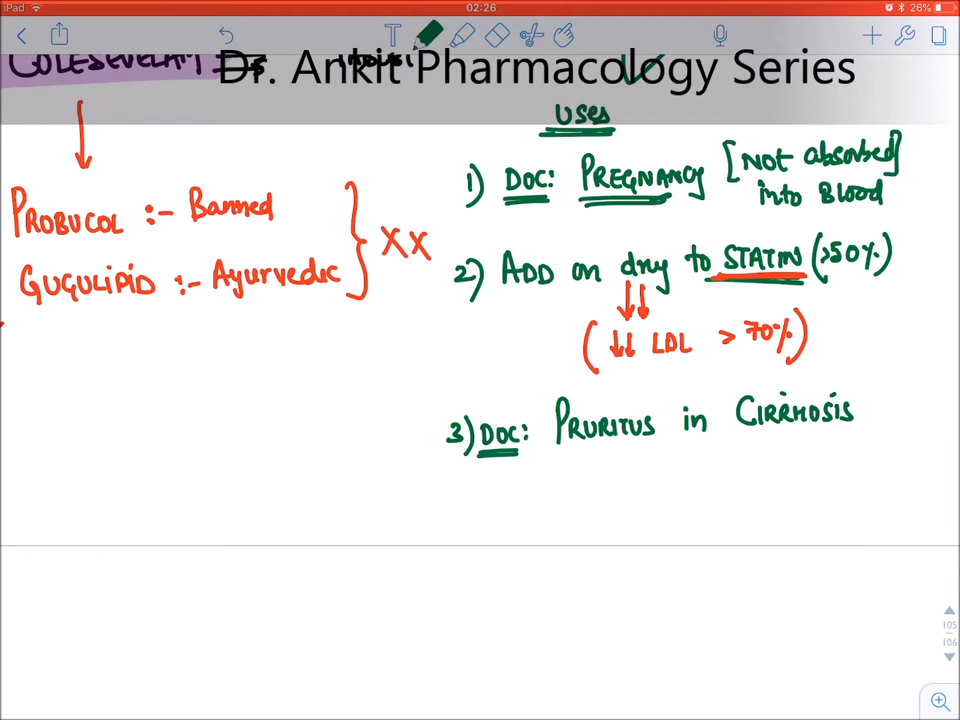 iPad 02:26 26%
COLESEVELAM
Dr. Ankit Pharmacology Series
Uses
1) DOC: PREGNANCY [NOT absorbed]
into Blood
PROBUCOL :- Banned
GUGULIPID :- Ayurvedic } XX
2) ADD on drug to STATIN (>50%)
(↓↓ LDL > 70%)
3) DOC: PRURITUS in CIRRHOSIS
105
106